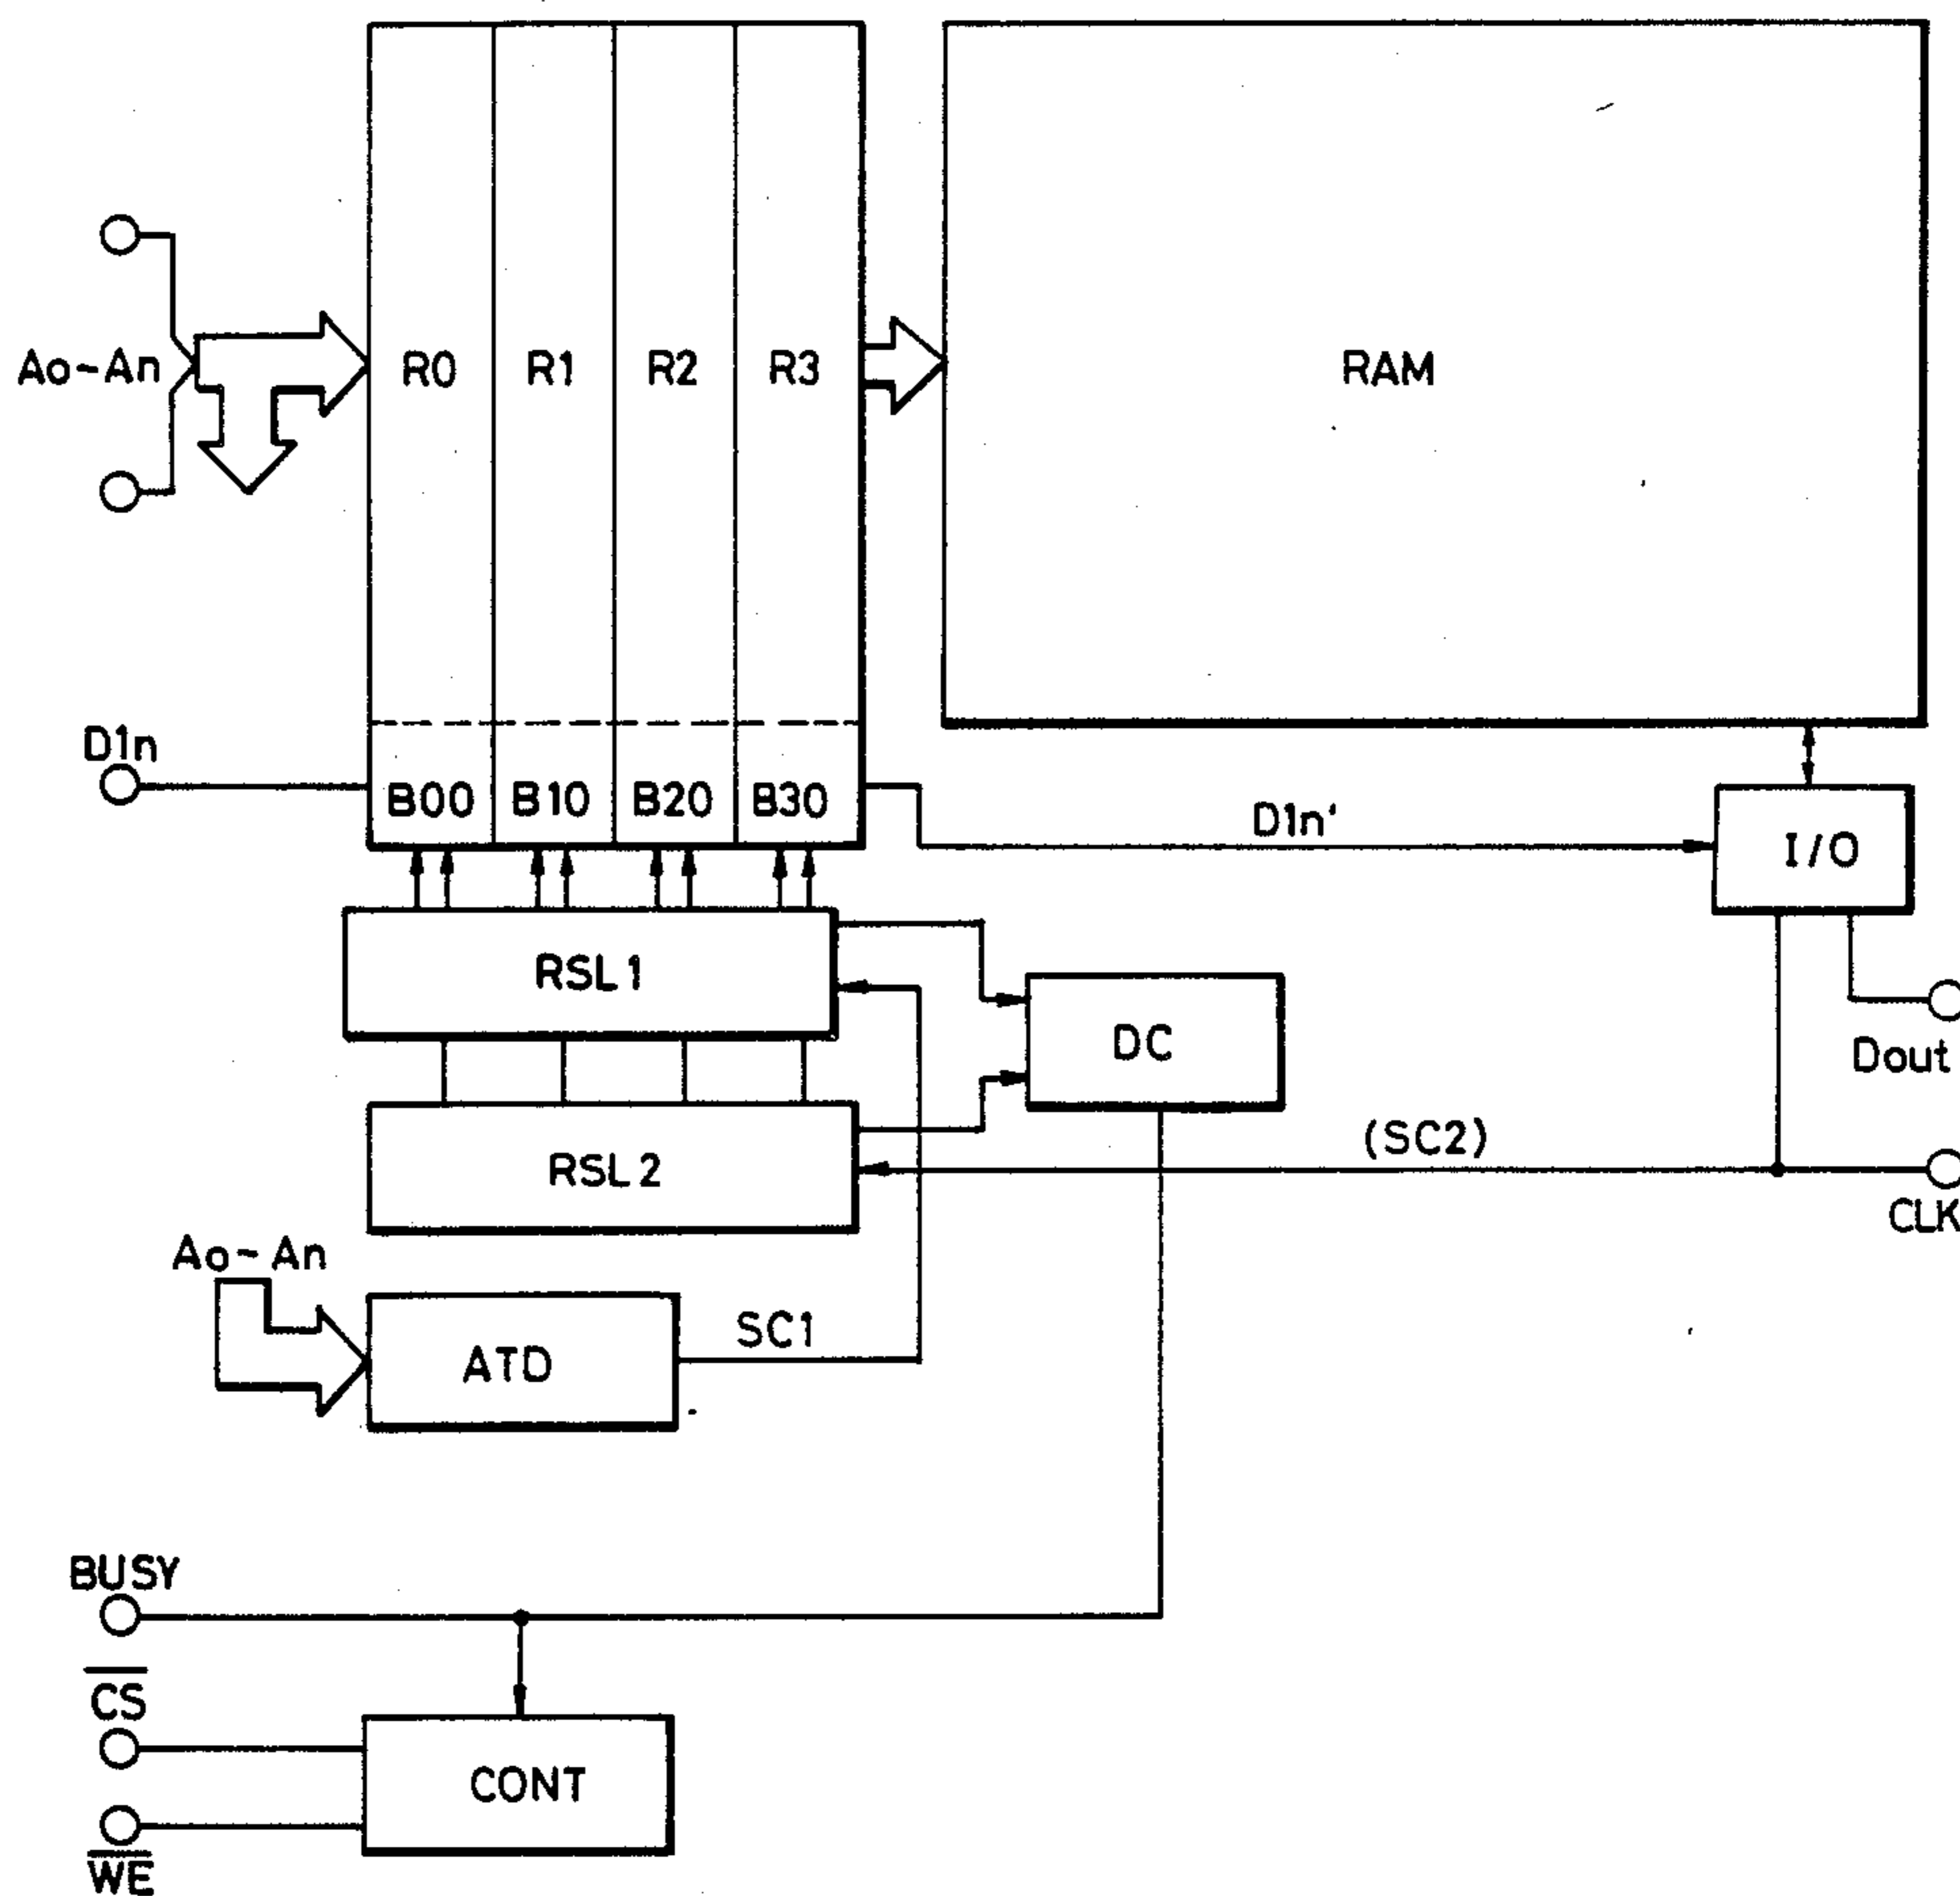 Ao-An
R0
R1
R2
R3
RAM
D1n
B00
B10
B20
B30
D1n'
I/O
RSL1
DC
Dout
(SC2)
RSL2
CLK
Ao-An
SC1
ATD
BUSY
CS
CONT
WE